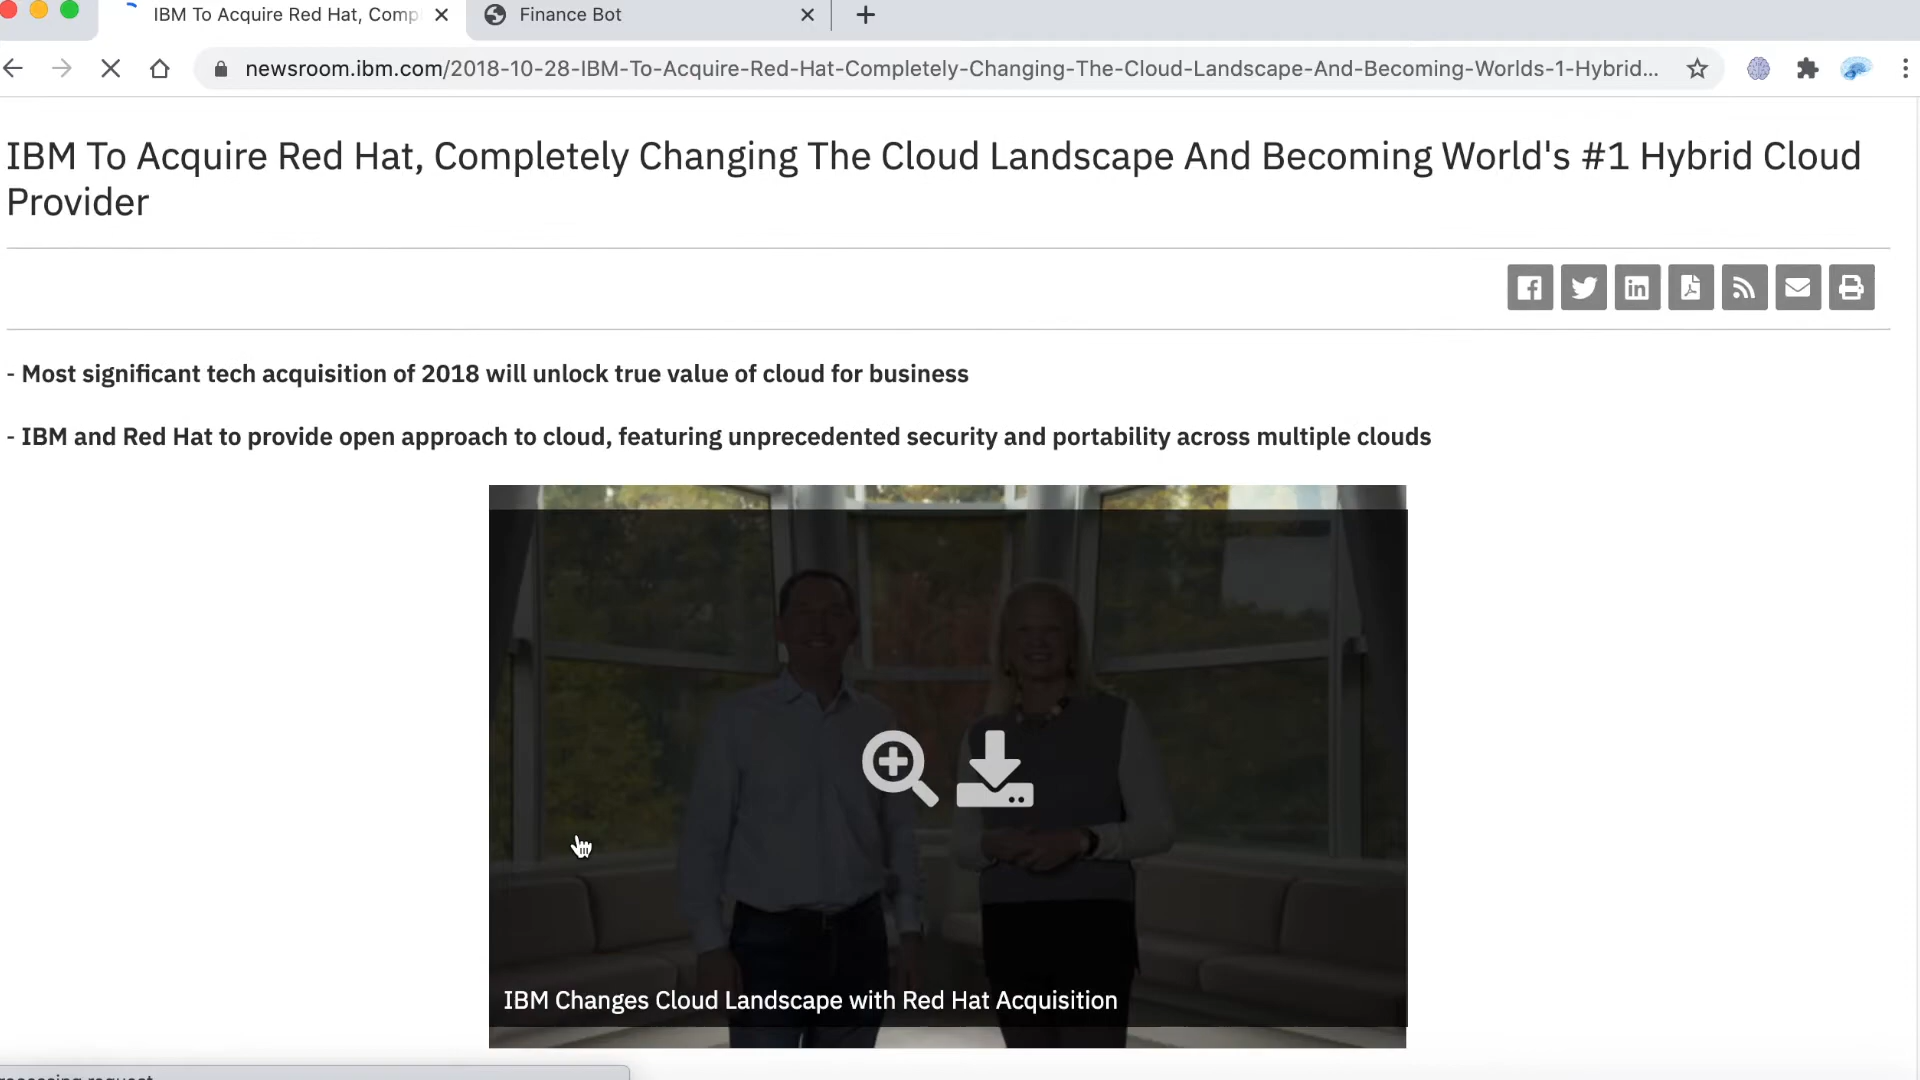 IBM To Acquire Red Hat, Comp
Finance Bot
newsroom.ibm.com/2018-10-28-IBM-To-Acquire-Red-Hat-Completely-Changing-The-Cloud-Landscape-And-Becoming-Worlds-1-Hybrid...
IBM To Acquire Red Hat, Completely Changing The Cloud Landscape And Becoming World's #1 Hybrid Cloud
Provider
- Most significant tech acquisition of 2018 will unlock true value of cloud for business
- IBM and Red Hat to provide open approach to cloud, featuring unprecedented security and portability across multiple clouds
IBM Changes Cloud Landscape with Red Hat Acquisition